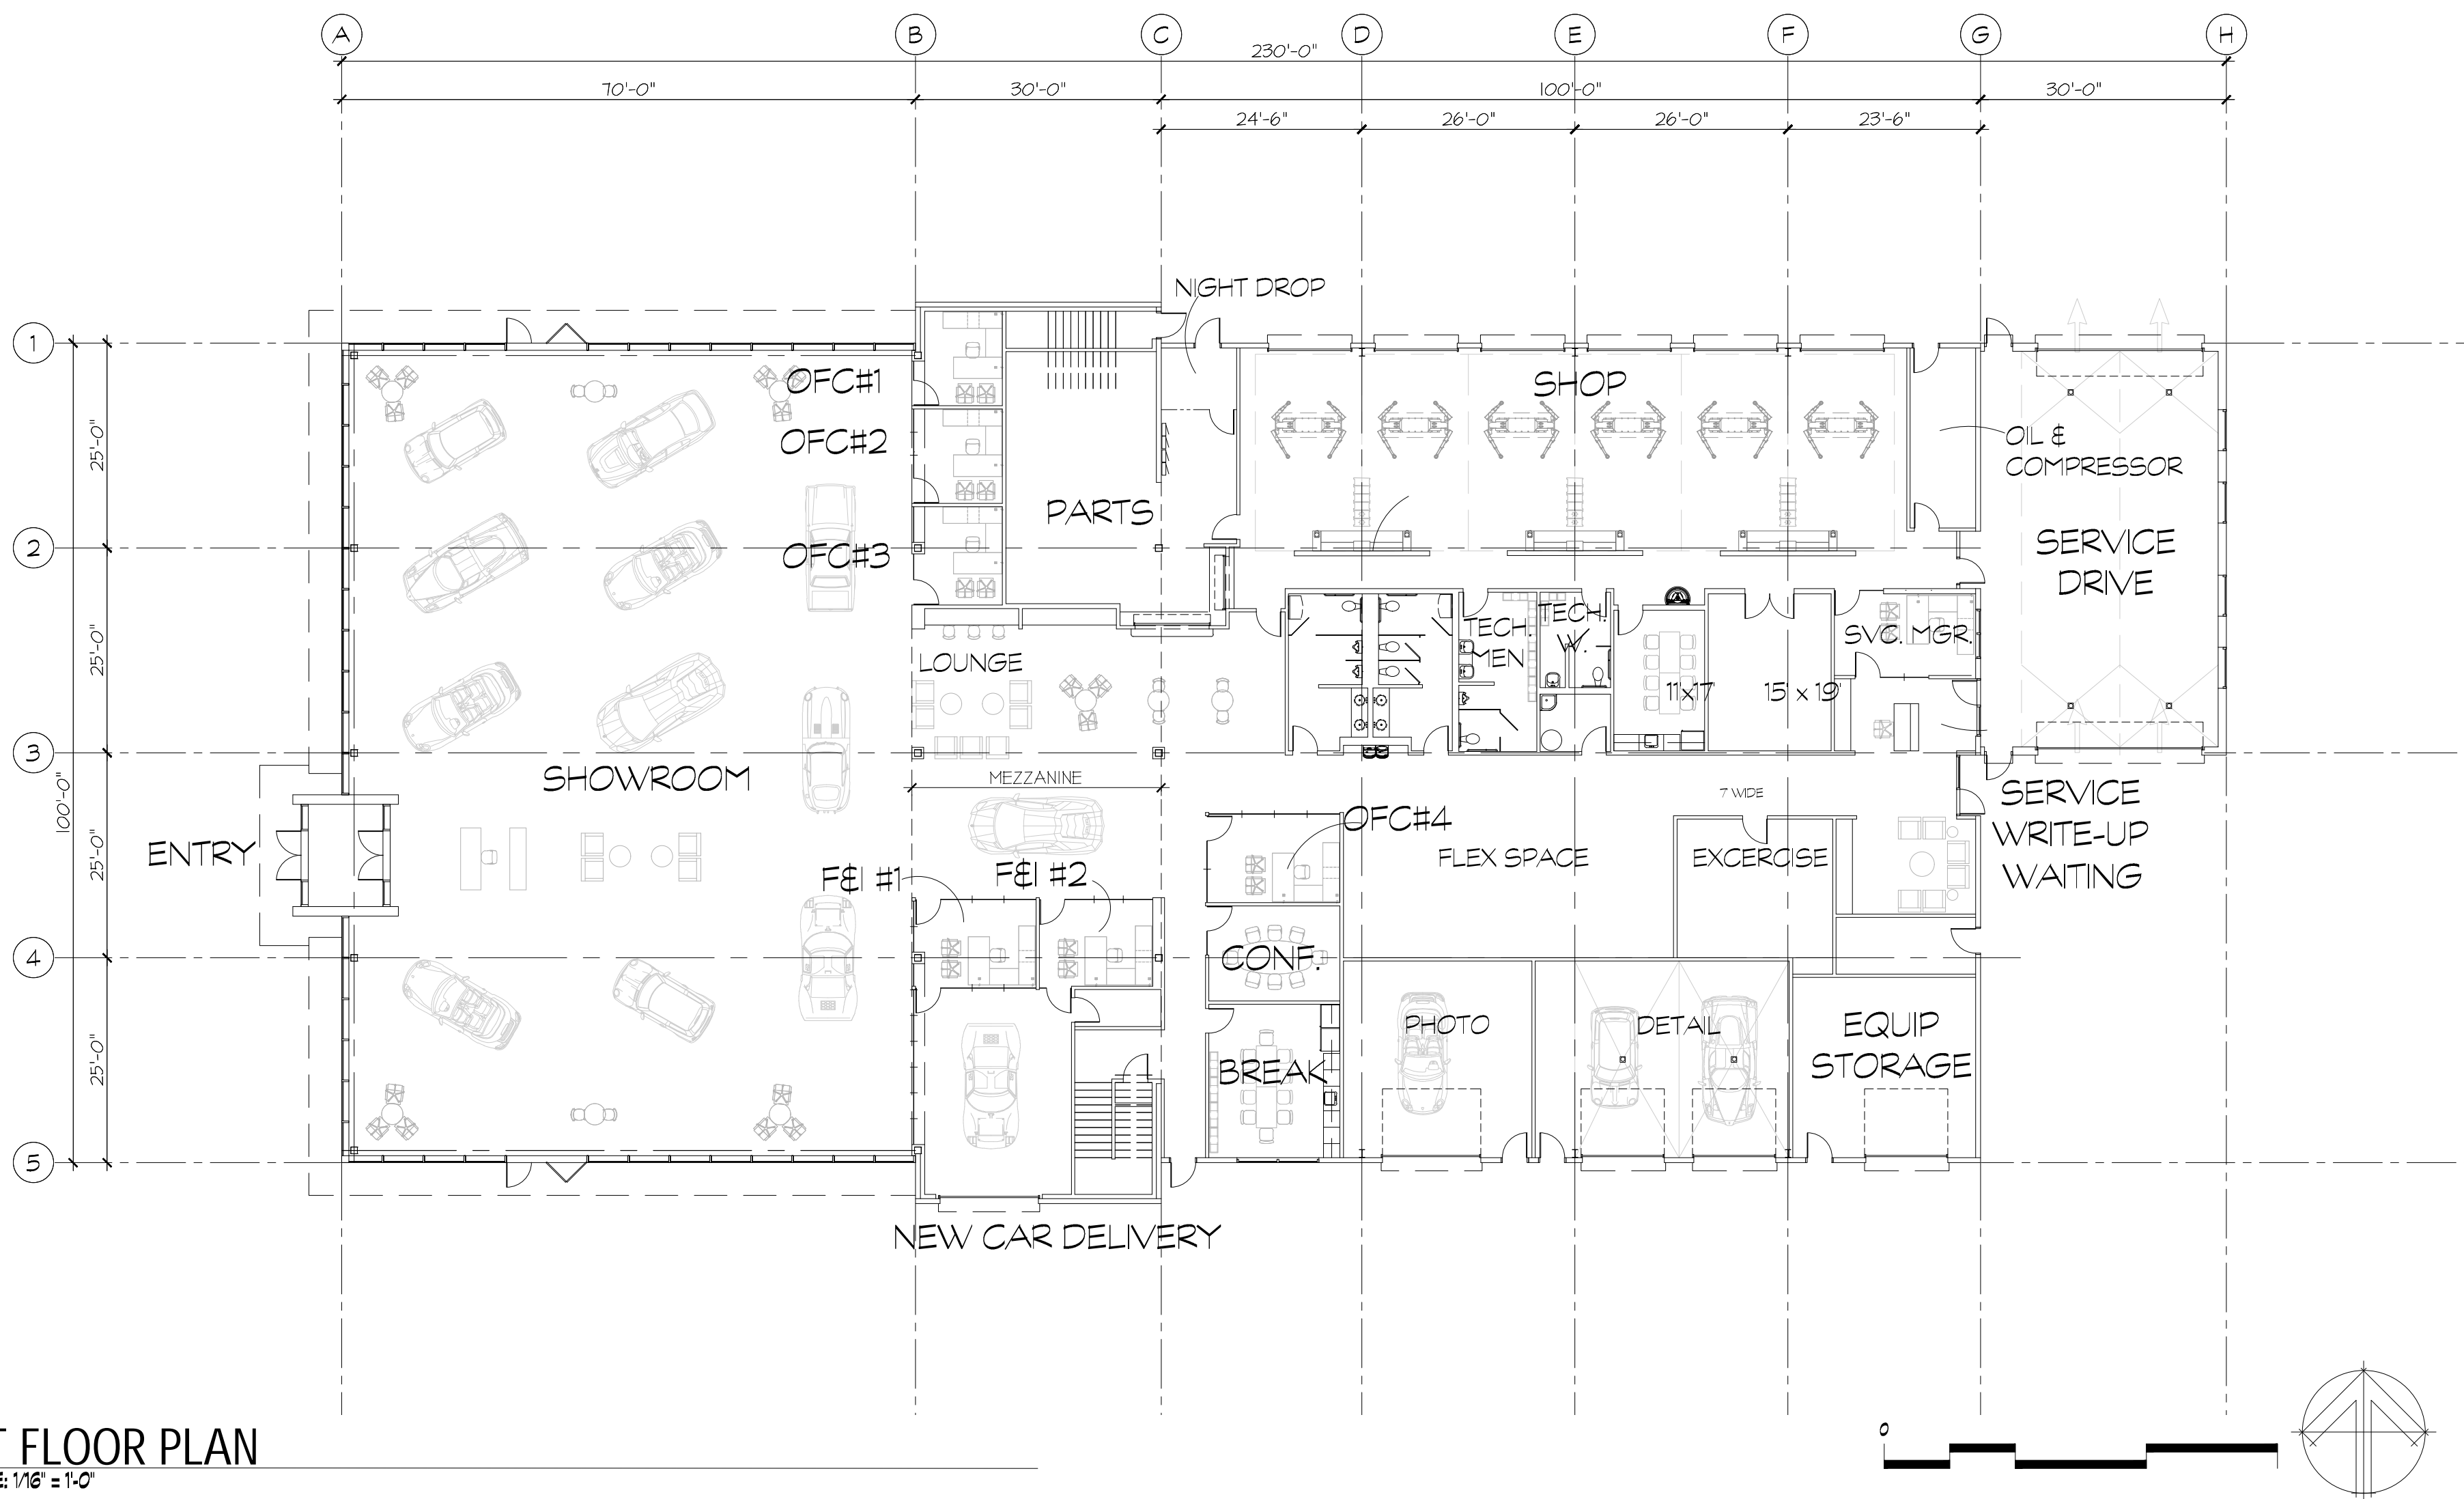 A
B
C
D
E
F
G
H
230'-0"
70'-0"
30'-0"
100'-0"
30'-0"
24'-6"
26'-0"
26'-0"
23'-6"
NIGHT DROP
1
OFC#1
SHOP
25'-0"
OFC#2
OIL &
COMPRESSOR
PARTS
2
OFC#3
SERVICE
DRIVE
TECH.
MEN
TECH.
W.
SVC. MGR.
25'-0"
LOUNGE
11x17'
15' x 19'
3
SHOWROOM
MEZZANINE
100'-0"
7 WIDE
SERVICE
WRITE-UP
WAITING
OFC#4
ENTRY
25'-0"
FLEX SPACE
EXCERCISE
F&I #1
F&I #2
4
CONF.
PHOTO
DETAIL
EQUIP
STORAGE
25'-0"
BREAK
5
NEW CAR DELIVERY
0
T FLOOR PLAN
E: 1/16" = 1'-0"